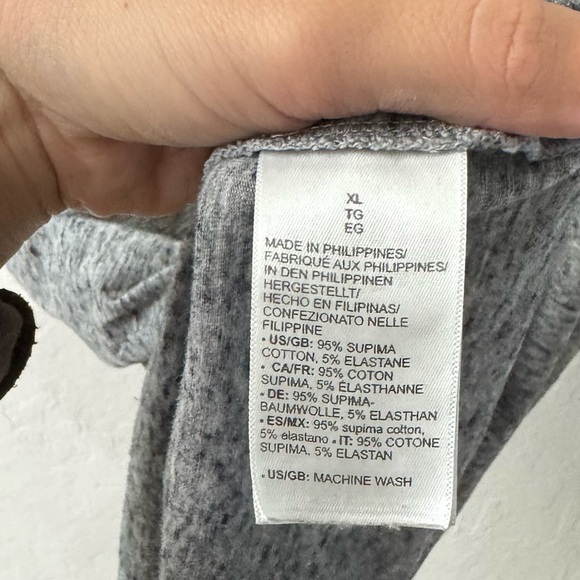 XL
TG
EG
MADE IN PHILIPPINES/
FABRIQUÉ AUX PHILIPPINES/
IN DEN PHILIPPINEN
HERGESTELLT/
HECHO EN FILIPINAS/
CONFEZIONATO NELLE
FILIPPINE
• US/GB: 95% SUPIMA
COTTON, 5% ELASTANE
• CA/FR: 95% COTON
SUPIMA, 5% ÉLASTHANNE
• DE: 95% SUPIMA-
BAUMWOLLE, 5% ELASTHAN
• ES/MX: 95% supima cotton,
5% elastano • IT: 95% COTONE
SUPIMA, 5% ELASTAN
• US/GB: MACHINE WASH